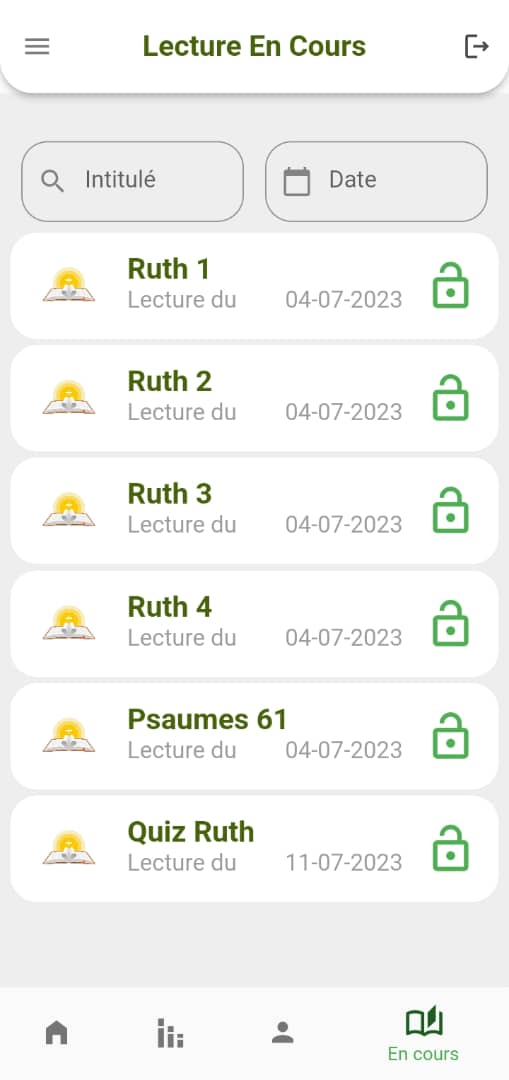 Lecture En Cours
Intitulé
Date
Ruth 1
Lecture du 04-07-2023
Ruth 2
Lecture du 04-07-2023
Ruth 3
Lecture du 04-07-2023
Ruth 4
Lecture du 04-07-2023
Psaumes 61
Lecture du 04-07-2023
Quiz Ruth
Lecture du 11-07-2023
En cours